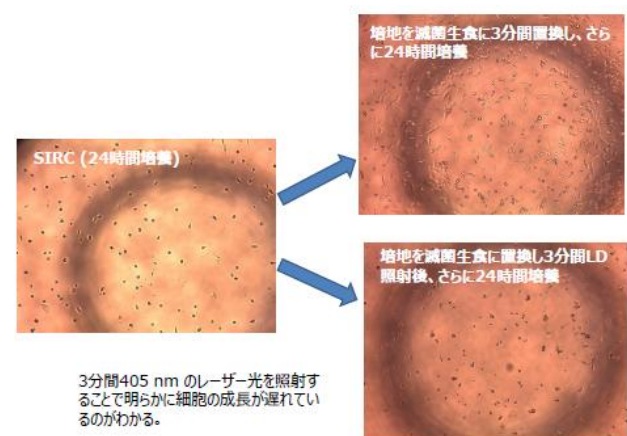 培地を滅菌生食に3分間置換し、さら
に24時間培養
SIRC (24時間培養)
培地を滅菌生食に置換し3分間LD
照射後、さらに24時間培養
3分間405 nm のレーザー光を照射す
ることで明らかに細胞の成長が遅れてい
るのがわかる。